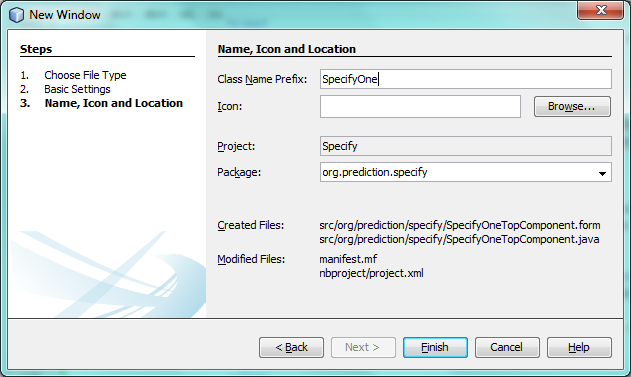 New Window
Steps
1. Choose File Type
2. Basic Settings
3. Name, Icon and Location
Name, Icon and Location
Class Name Prefix: SpecifyOne
Icon: Browse...
Project: Specify
Package: org.prediction.specify
Created Files: src/org/prediction/specify/SpecifyOneTopComponent.form
src/org/prediction/specify/SpecifyOneTopComponent.java
Modified Files: manifest.mf
nbproject/project.xml
< Back Next > Finish Cancel Help